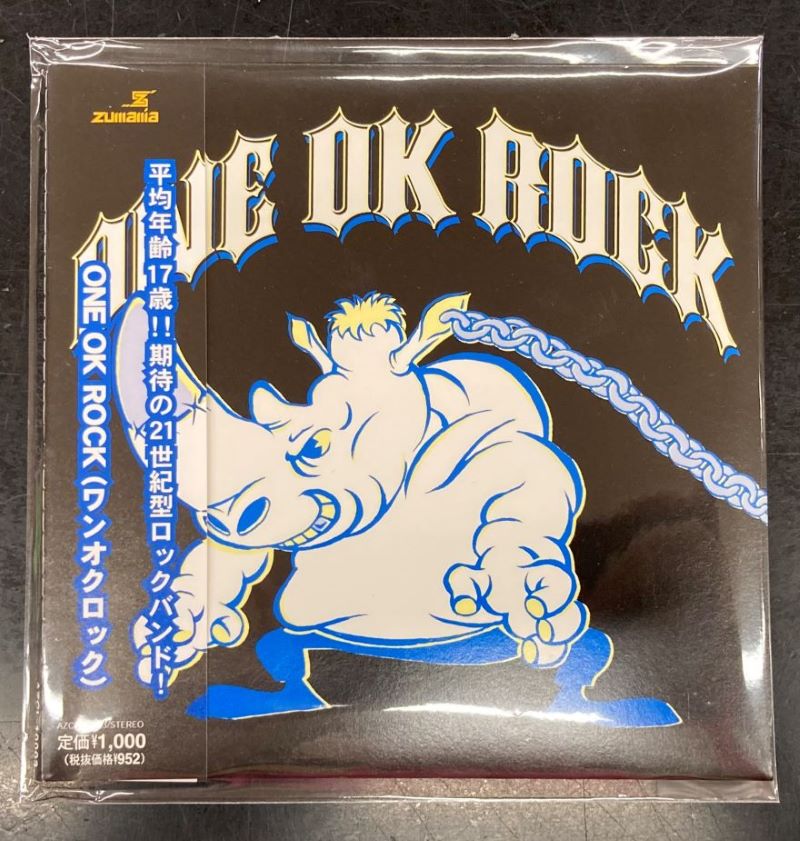 zumania
ONE OK ROCK
平均年齢17歳!!期待の21世紀型ロックバンド!
ONE OK ROCK(ワンオクロック)
STEREO
定価¥1,000
(税抜価格¥952)